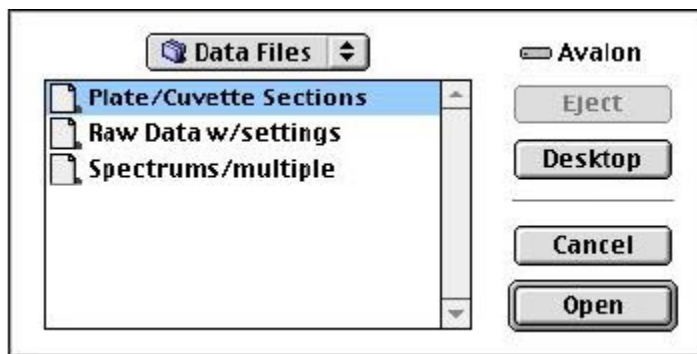 Data Files
Avalon
Plate/Cuvette Sections
Raw Data w/settings
Spectrums/multiple
Eject
Desktop
Cancel
Open